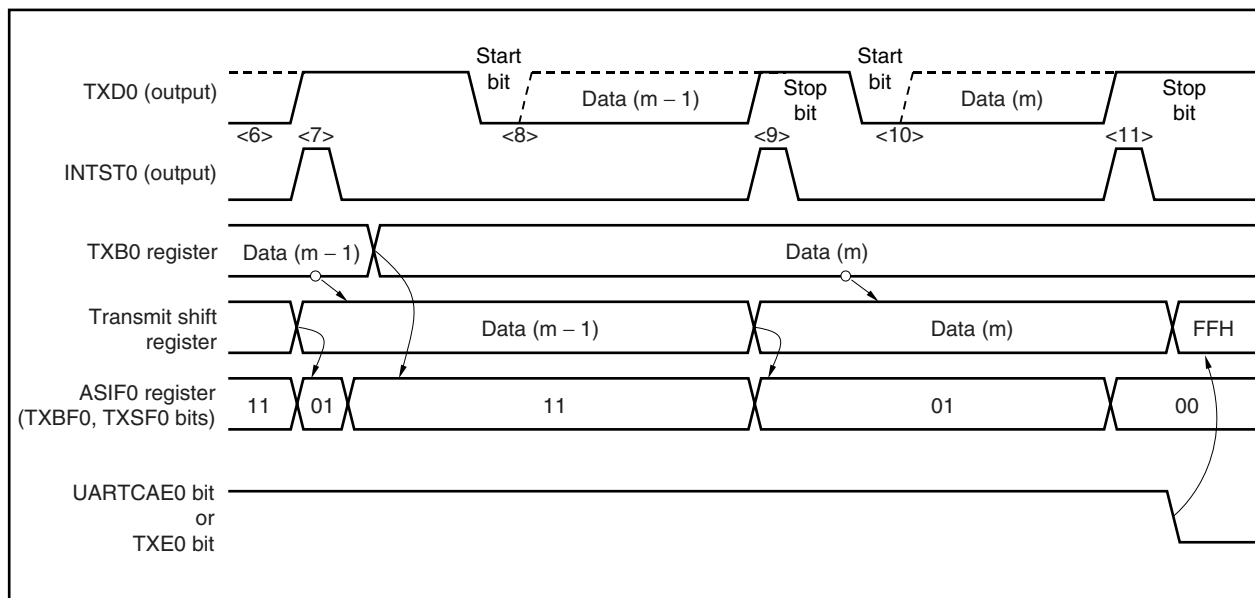 TXD0 (output)
Start
bit
Data (m – 1)
Stop
bit
Start
bit
Data (m)
Stop
bit
<6>
<7>
<8>
<9>
<10>
<11>
INTST0 (output)
TXB0 register
Data (m – 1)
Data (m)
Transmit shift
register
Data (m – 1)
Data (m)
FFH
ASIF0 register
(TXBF0, TXSF0 bits)
11
01
11
01
00
UARTCAE0 bit
or
TXE0 bit